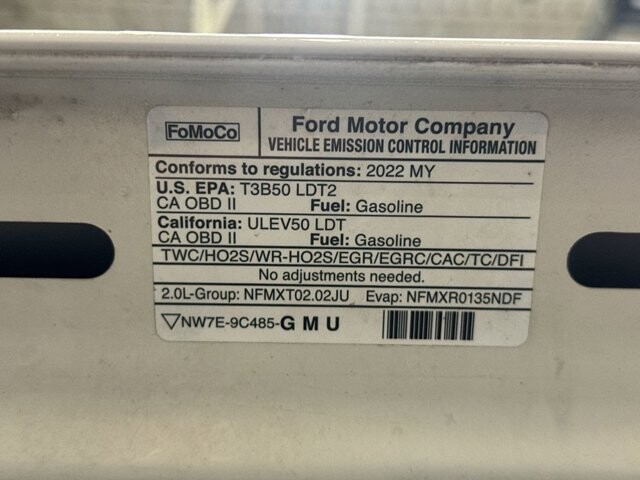 FoMoCo
Ford Motor Company
VEHICLE EMISSION CONTROL INFORMATION
Conforms to regulations: 2022 MY
U.S. EPA: T3B50 LDT2
CA OBD II Fuel: Gasoline
California: ULEV50 LDT
CA OBD II Fuel: Gasoline
TWC/HO2S/WR-HO2S/EGR/EGRC/CAC/TC/DFI
No adjustments needed.
2.0L-Group: NFMXT02.02JU Evap: NFMXR0135NDF
▽NW7E-9C485-G M U